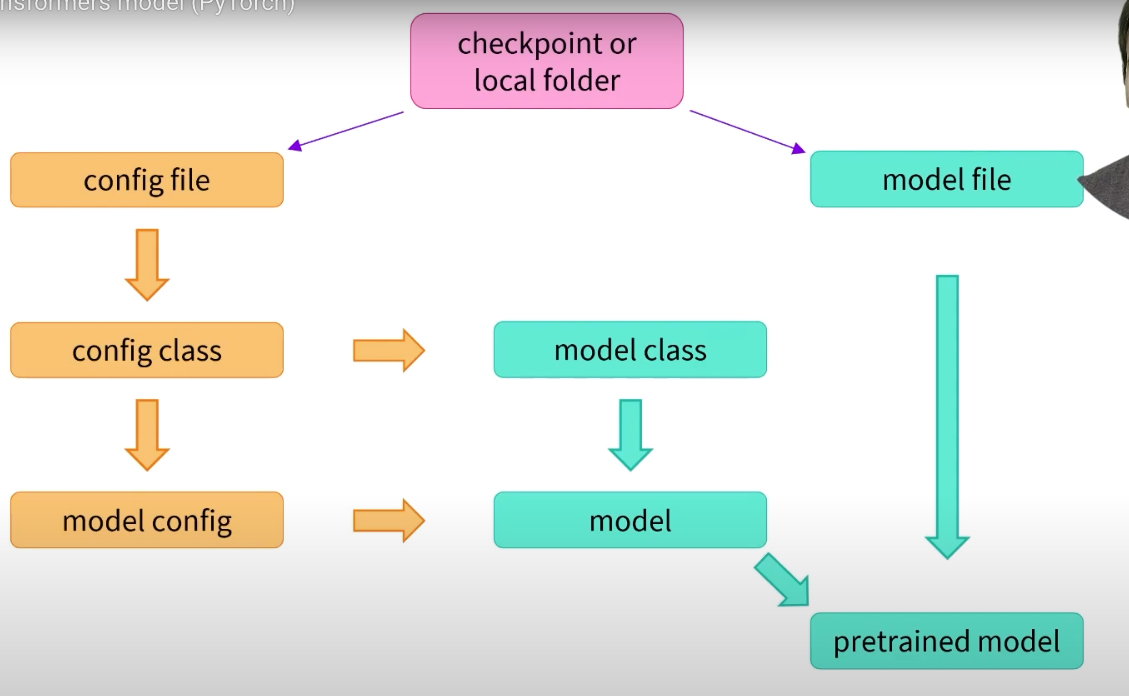 model (PyTorch)
checkpoint or
local folder
config file
model file
config class
model class
model config
model
pretrained model